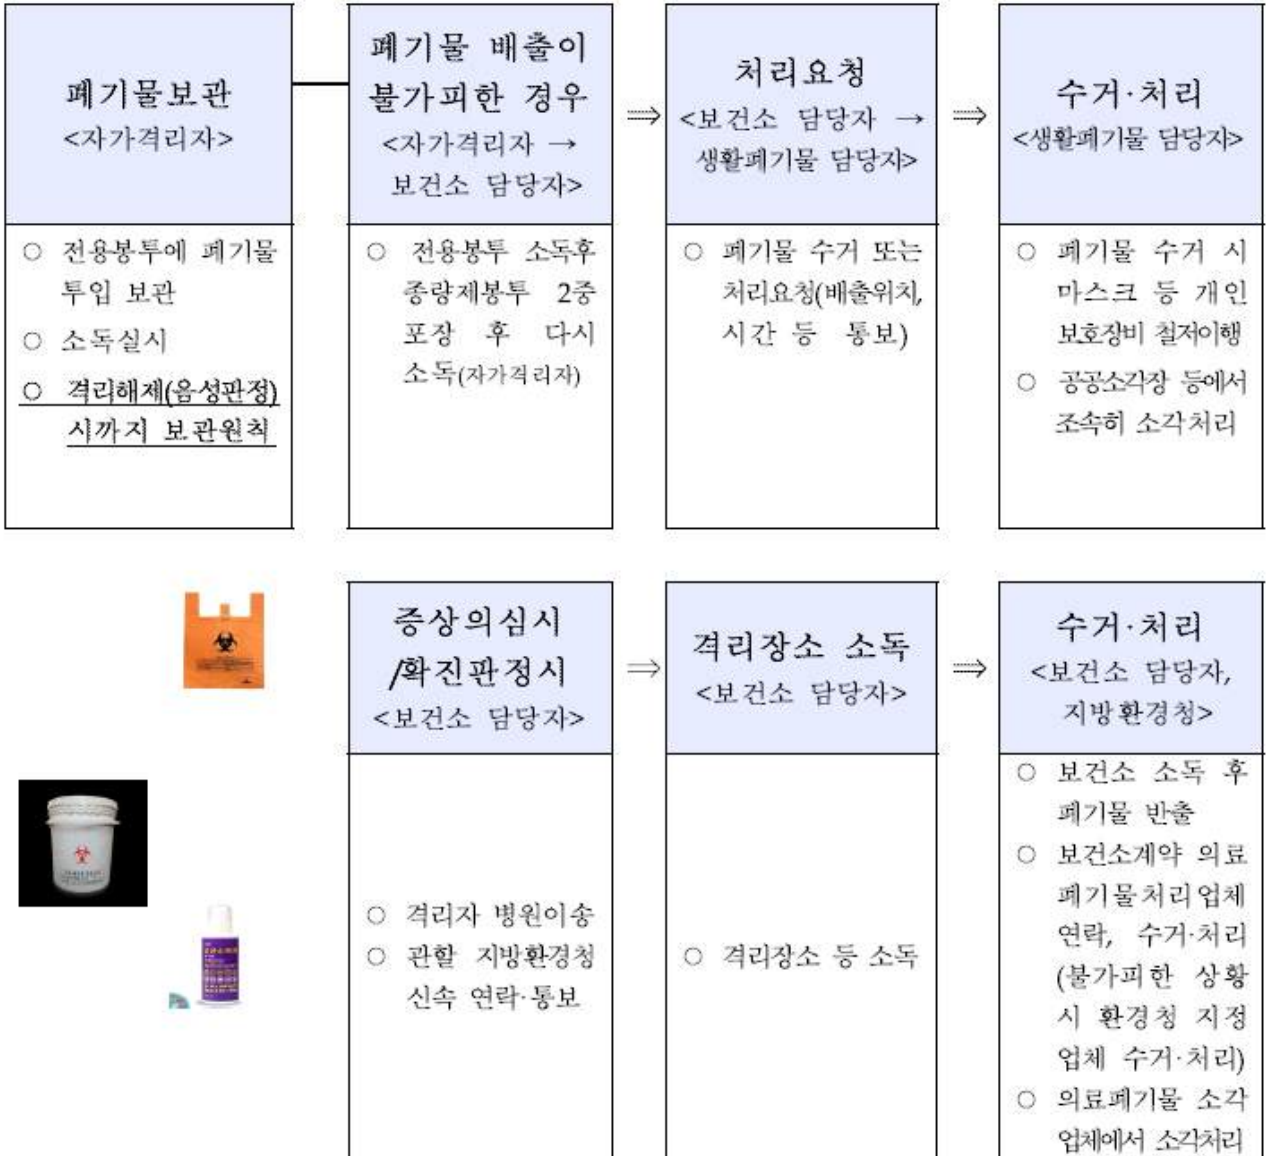 폐기물보관
<자가격리자>
○ 전용봉투에 폐기물
투입 보관
○ 소독실시
○ 격리해제(음성판정)
시까지 보관원칙
폐기물 배출이
불가피한 경우
<자가격리자 →
보건소 담당자>
○ 전용봉투 소독후
종량제봉투 2중
포장 후 다시
소독(자가격리자)
⇒
처리요청
<보건소 담당자 →
생활폐기물 담당자>
○ 폐기물 수거 또는
처리요청(배출위치,
시간 등 통보)
⇒
수거·처리
<생활폐기물 담당자>
○ 폐기물 수거 시
마스크 등 개인
보호장비 철저이행
○ 공공소각장 등에서
조속히 소각처리
증상의심시
/확진판정시
<보건소 담당자>
○ 격리자 병원이송
○ 관할 지방환경청
신속 연락·통보
⇒
격리장소 소독
<보건소 담당자>
○ 격리장소 등 소독
⇒
수거·처리
<보건소 담당자,
지방환경청>
○ 보건소 소독 후
폐기물 반출
○ 보건소계약 의료
폐기물처리업체
연락, 수거·처리
(불가피한 상황
시 환경청 지정
업체 수거·처리)
○ 의료폐기물 소각
업체에서 소각처리